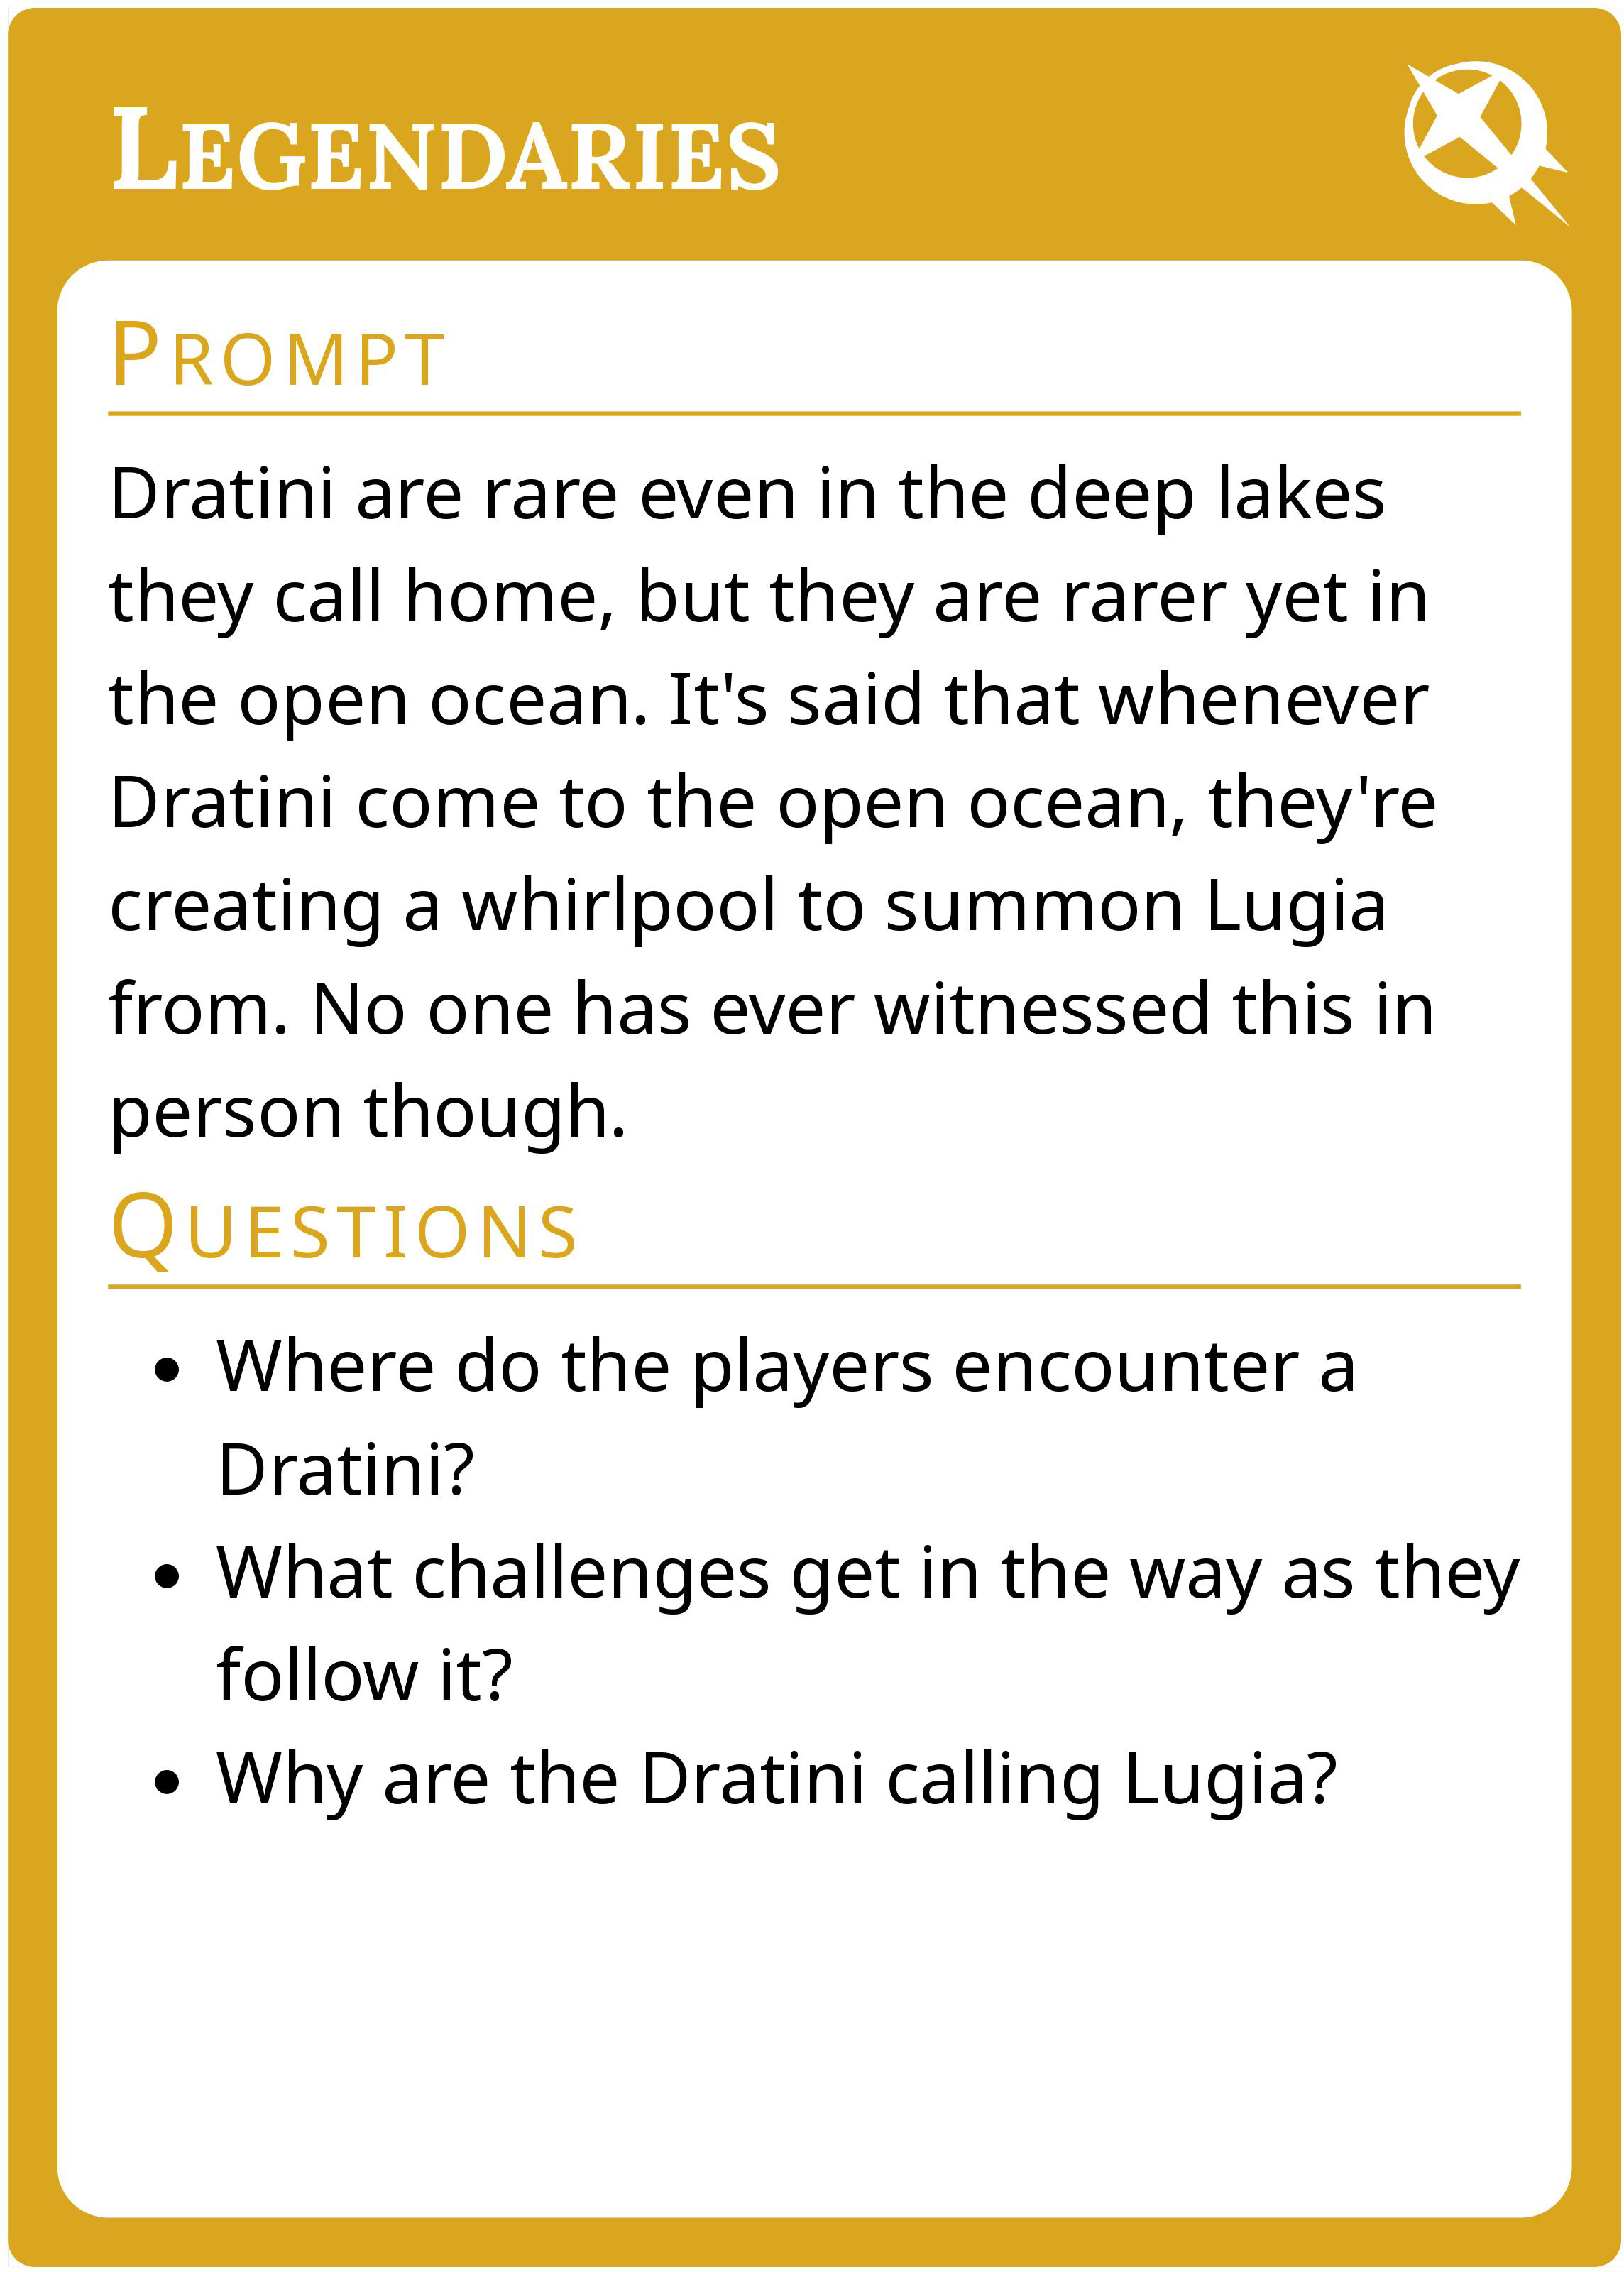 Legendaries
Prompt
Dratini are rare even in the deep lakes
they call home, but they are rarer yet in
the open ocean. It's said that whenever
Dratini come to the open ocean, they're
creating a whirlpool to summon Lugia
from. No one has ever witnessed this in
person though.
Questions
• Where do the players encounter a
Dratini?
• What challenges get in the way as they
follow it?
• Why are the Dratini calling Lugia?